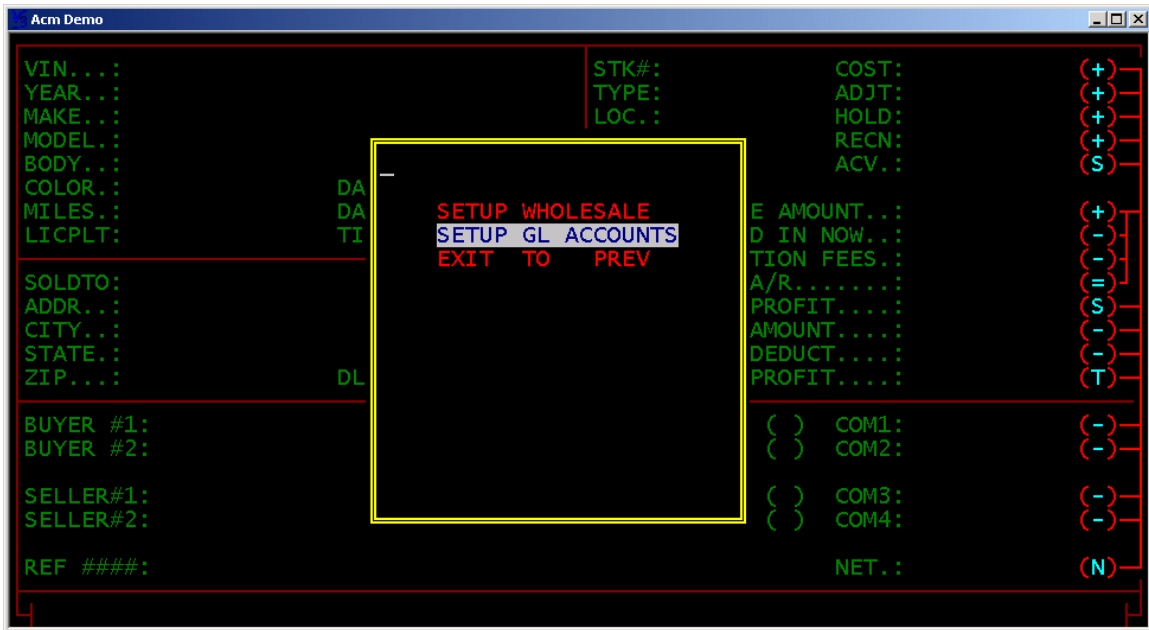 Acm Demo
VIN...: STK#: COST: (+)
YEAR..: TYPE: ADJT: (+)
MAKE..: LOC.: HOLD: (+)
MODEL.: RECN: (+)
BODY..: ACV.: (S)
COLOR.: DA
MILES.: DA SETUP WHOLESALE E AMOUNT..: (+)
LICPLT: TI SETUP GL ACCOUNTS D IN NOW..: (-)
EXIT TO PREV TION FEES.: (-)
SOLDTO: A/R.......: (=)
ADDR..: PROFIT....: (S)
CITY..: AMOUNT....: (-)
STATE.: DEDUCT....: (-)
ZIP...: DL PROFIT....: (T)
BUYER #1: ( ) COM1: (-)
BUYER #2: ( ) COM2: (-)
SELLER#1: ( ) COM3: (-)
SELLER#2: ( ) COM4: (-)
REF ####: NET.: (N)